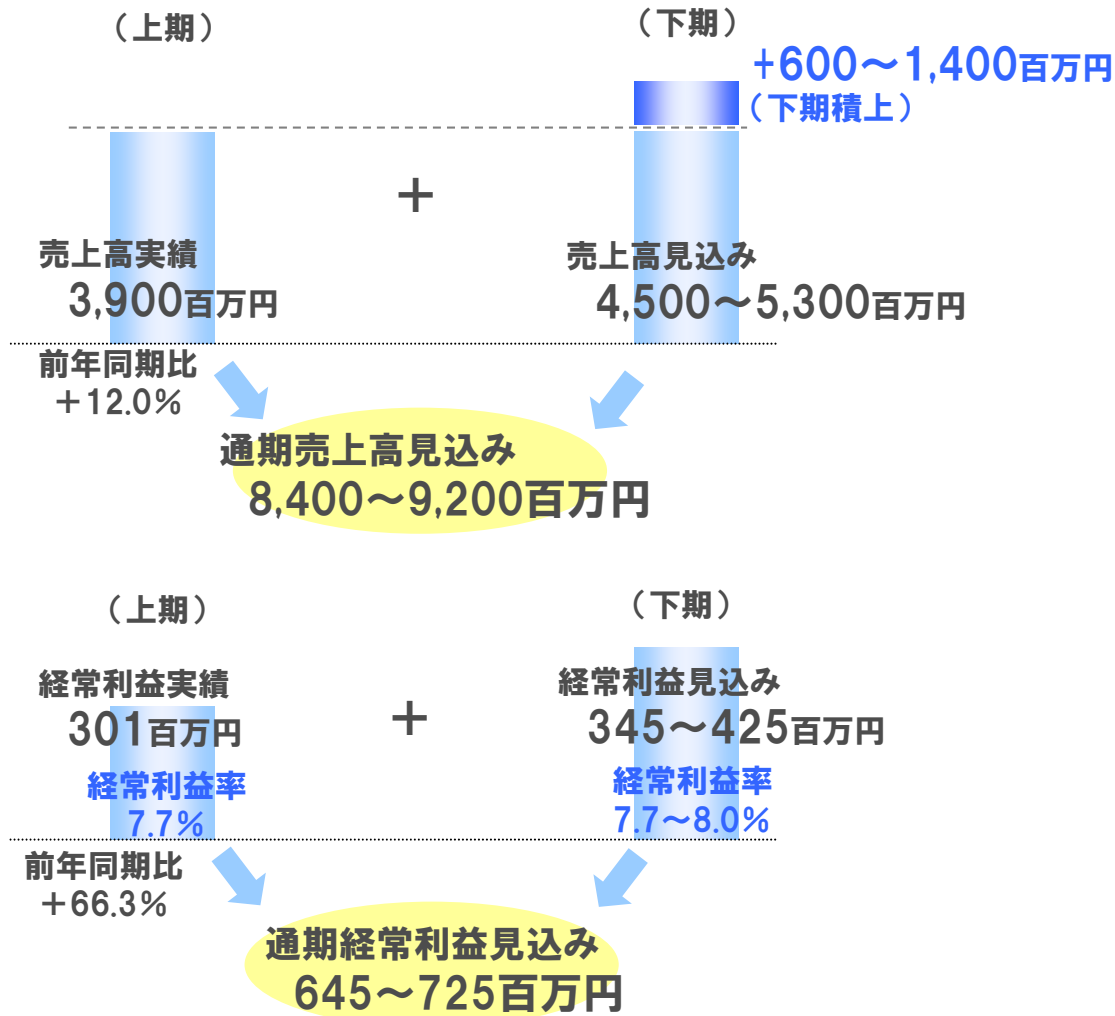 （上期）
（下期）
+600～1,400百万円
（下期積上）
＋
売上高実績
3,900百万円
売上高見込み
4,500～5,300百万円
前年同期比
＋12.0％
通期売上高見込み
8,400～9,200百万円
（上期）
（下期）
経常利益実績
301百万円
＋
経常利益見込み
345～425百万円
経常利益率
7.7％
経常利益率
7.7～8.0％
前年同期比
＋66.3％
通期経常利益見込み
645～725百万円